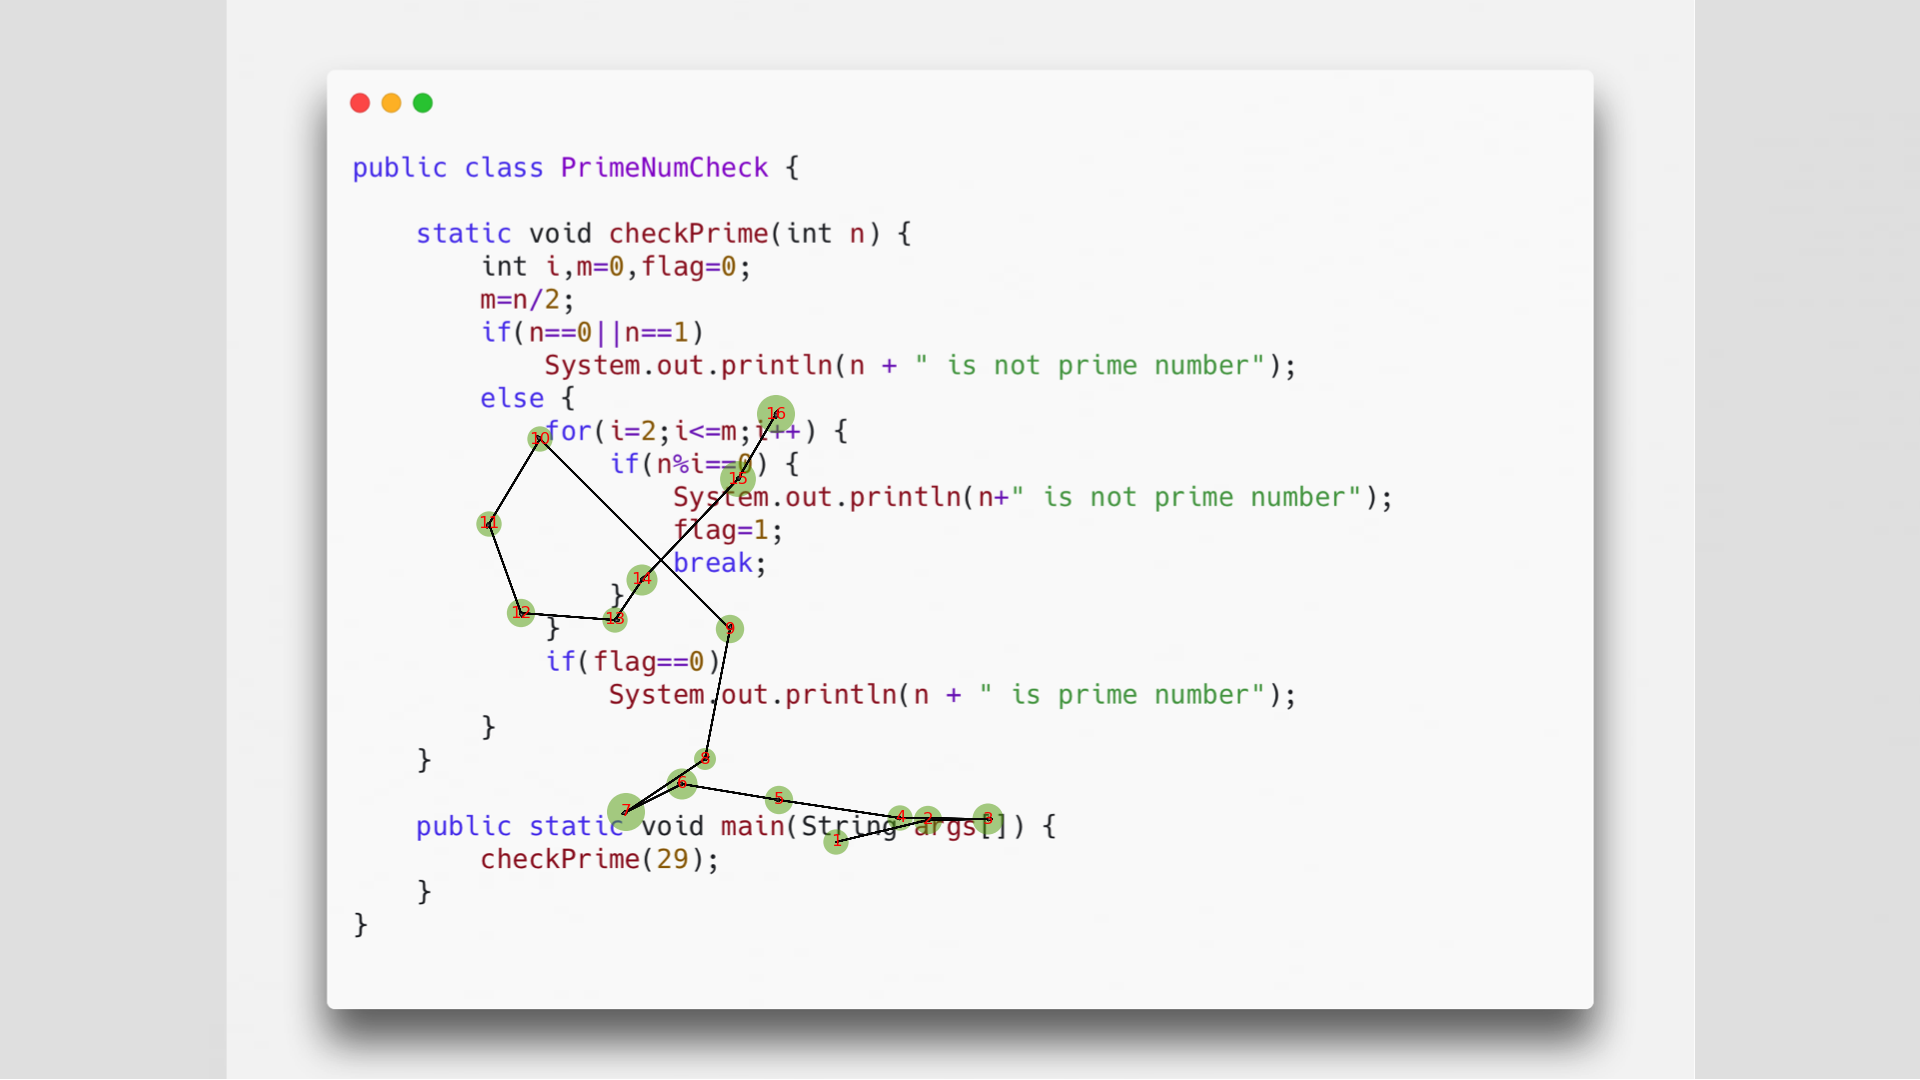 public class PrimeNumCheck {
static void checkPrime(int n) {
int i,m=0,flag=0;
m=n/2;
if(n==0||n==1)
System.out.println(n + " is not prime number");
else {
for(i=2;i<=m;i++) {
if(n%i==0) {
System.out.println(n+" is not prime number");
flag=1;
break;
}
}
if(flag==0)
System.out.println(n + " is prime number");
}
}
public static void main(String args[]) {
checkPrime(29);
}
}
16
10
15
11
14
12
13
9
8
6
7
5
4
2
3
1